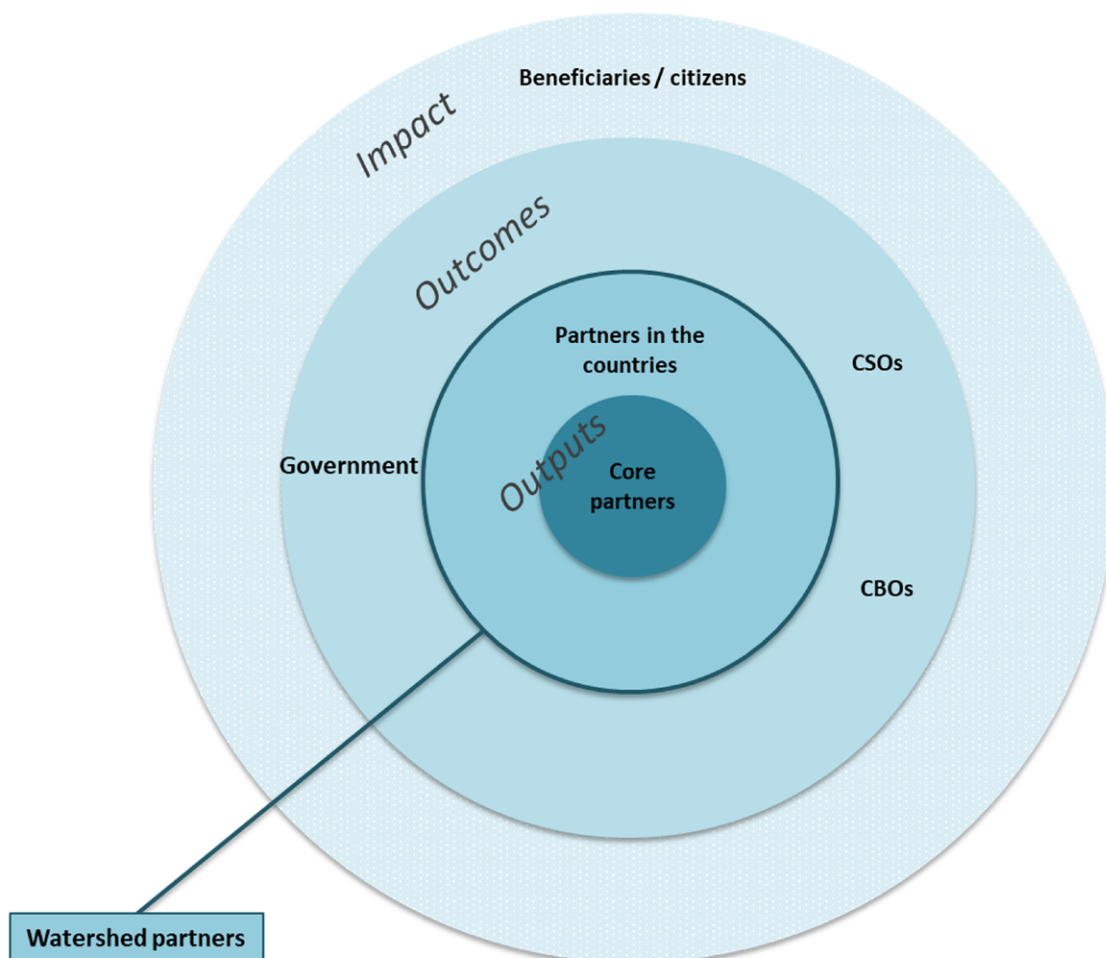 Beneficiaries / citizens
Impact
Outcomes
Partners in the
countries
CSOs
Outputs
Government
Core
partners
CBOs
Watershed partners